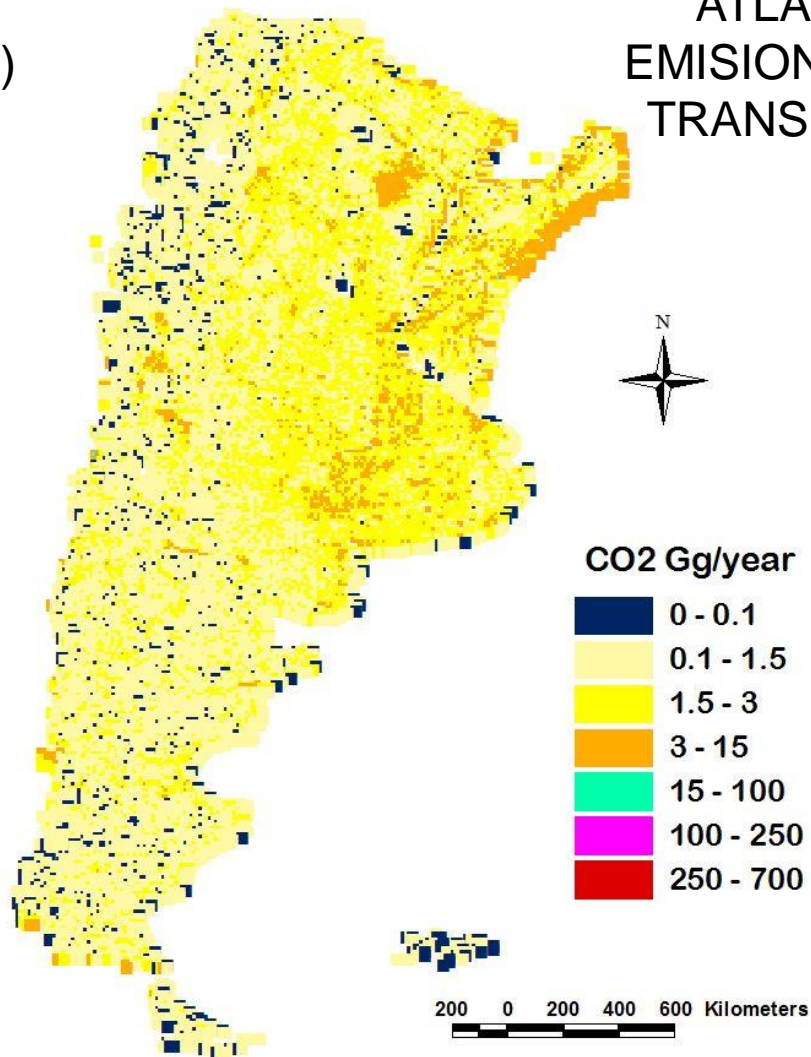 )
ATLA
EMISION
TRANS
N
CO2 Gg/year
0 - 0.1
0.1 - 1.5
1.5 - 3
3 - 15
15 - 100
100 - 250
250 - 700
200 0 200 400 600 Kilometers